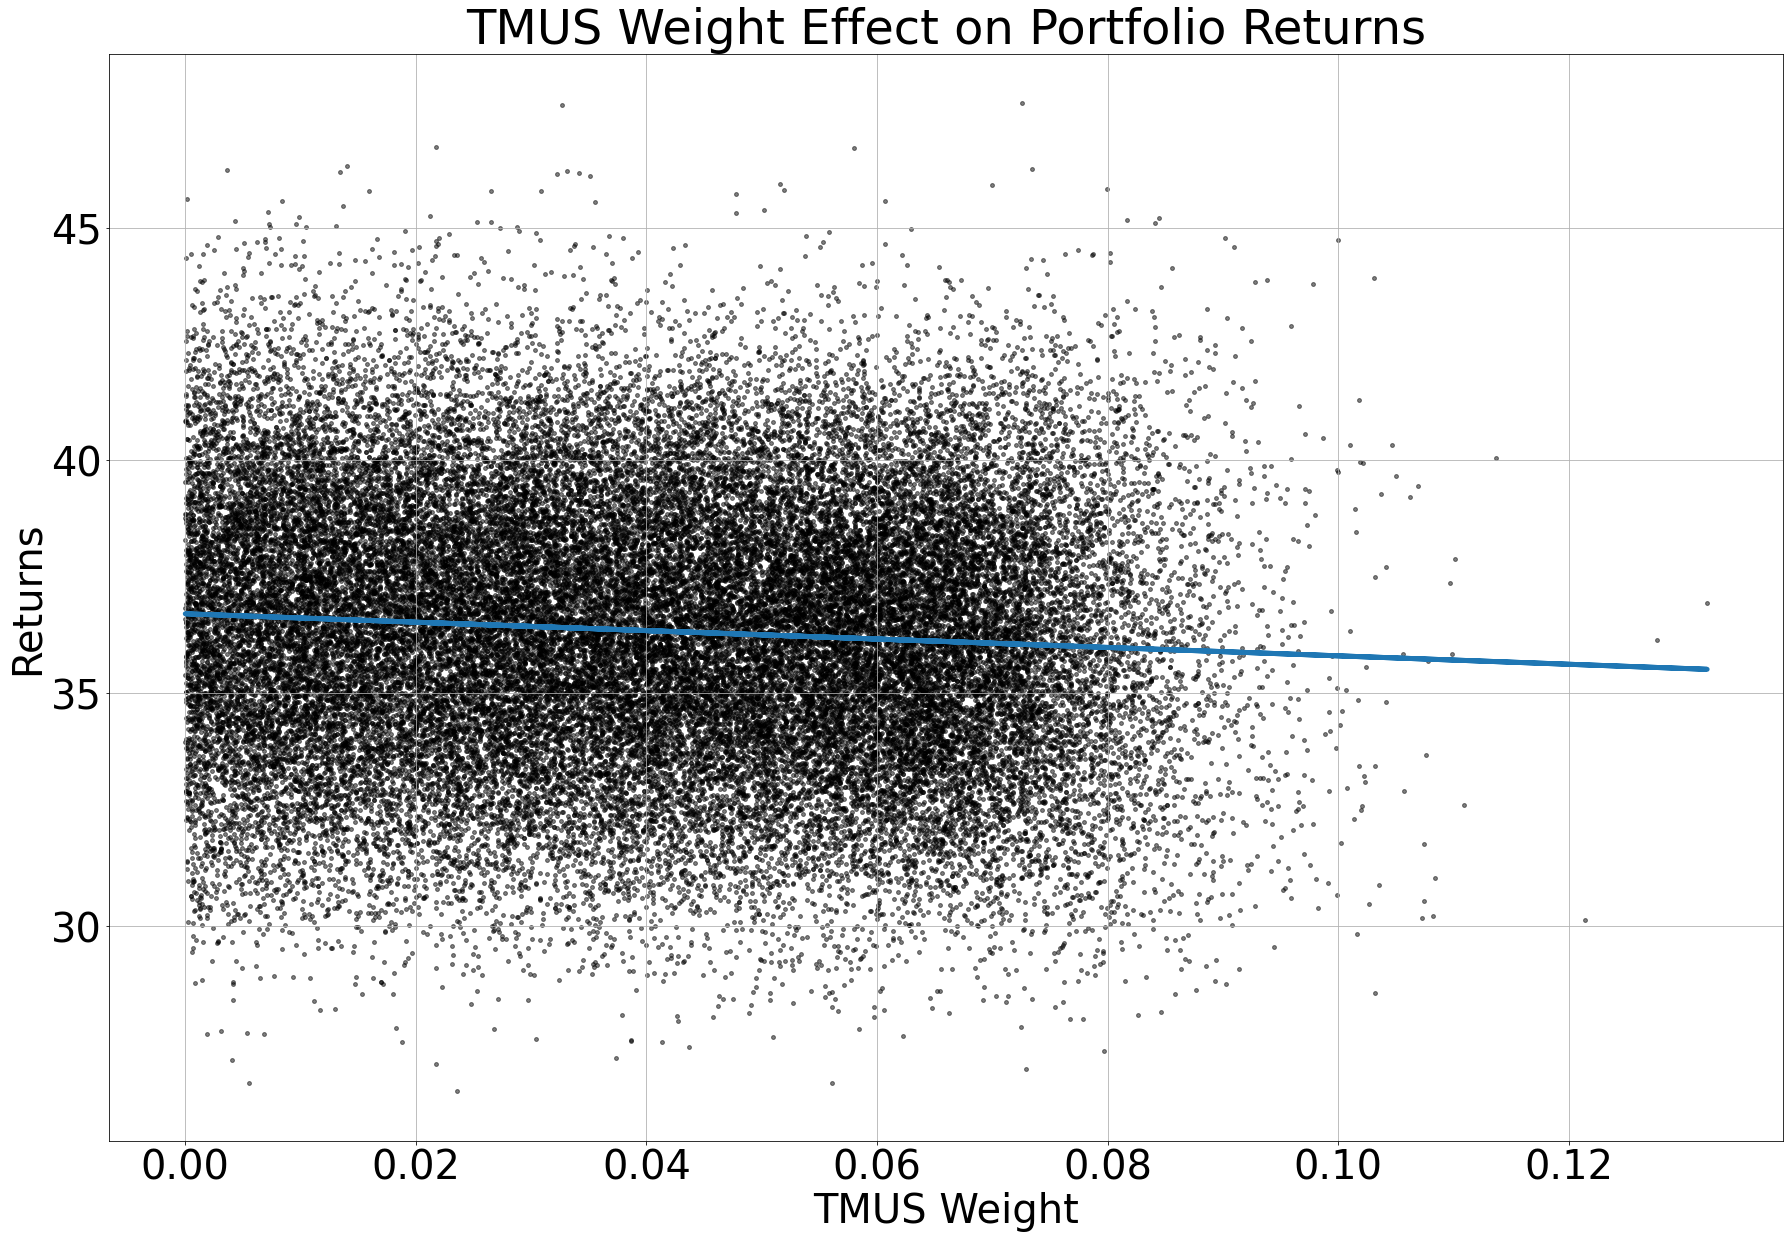 TMUS Weight Effect on Portfolio Returns
45
40
35
30
Returns
0.00 0.02 0.04 0.06 0.08 0.10 0.12
TMUS Weight